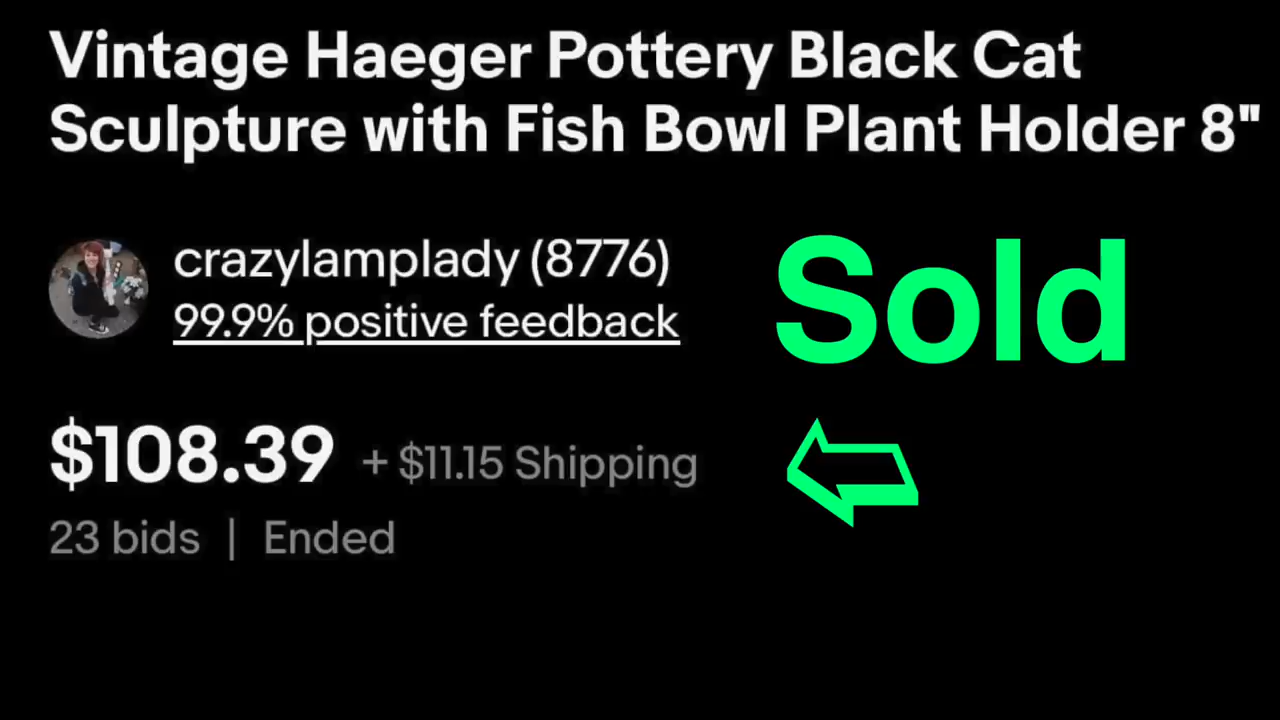 Vintage Haeger Pottery Black Cat
Sculpture with Fish Bowl Plant Holder 8"
crazylamplady (8776)
99.9% positive feedback
Sold
$108.39 + $11.15 Shipping
23 bids | Ended